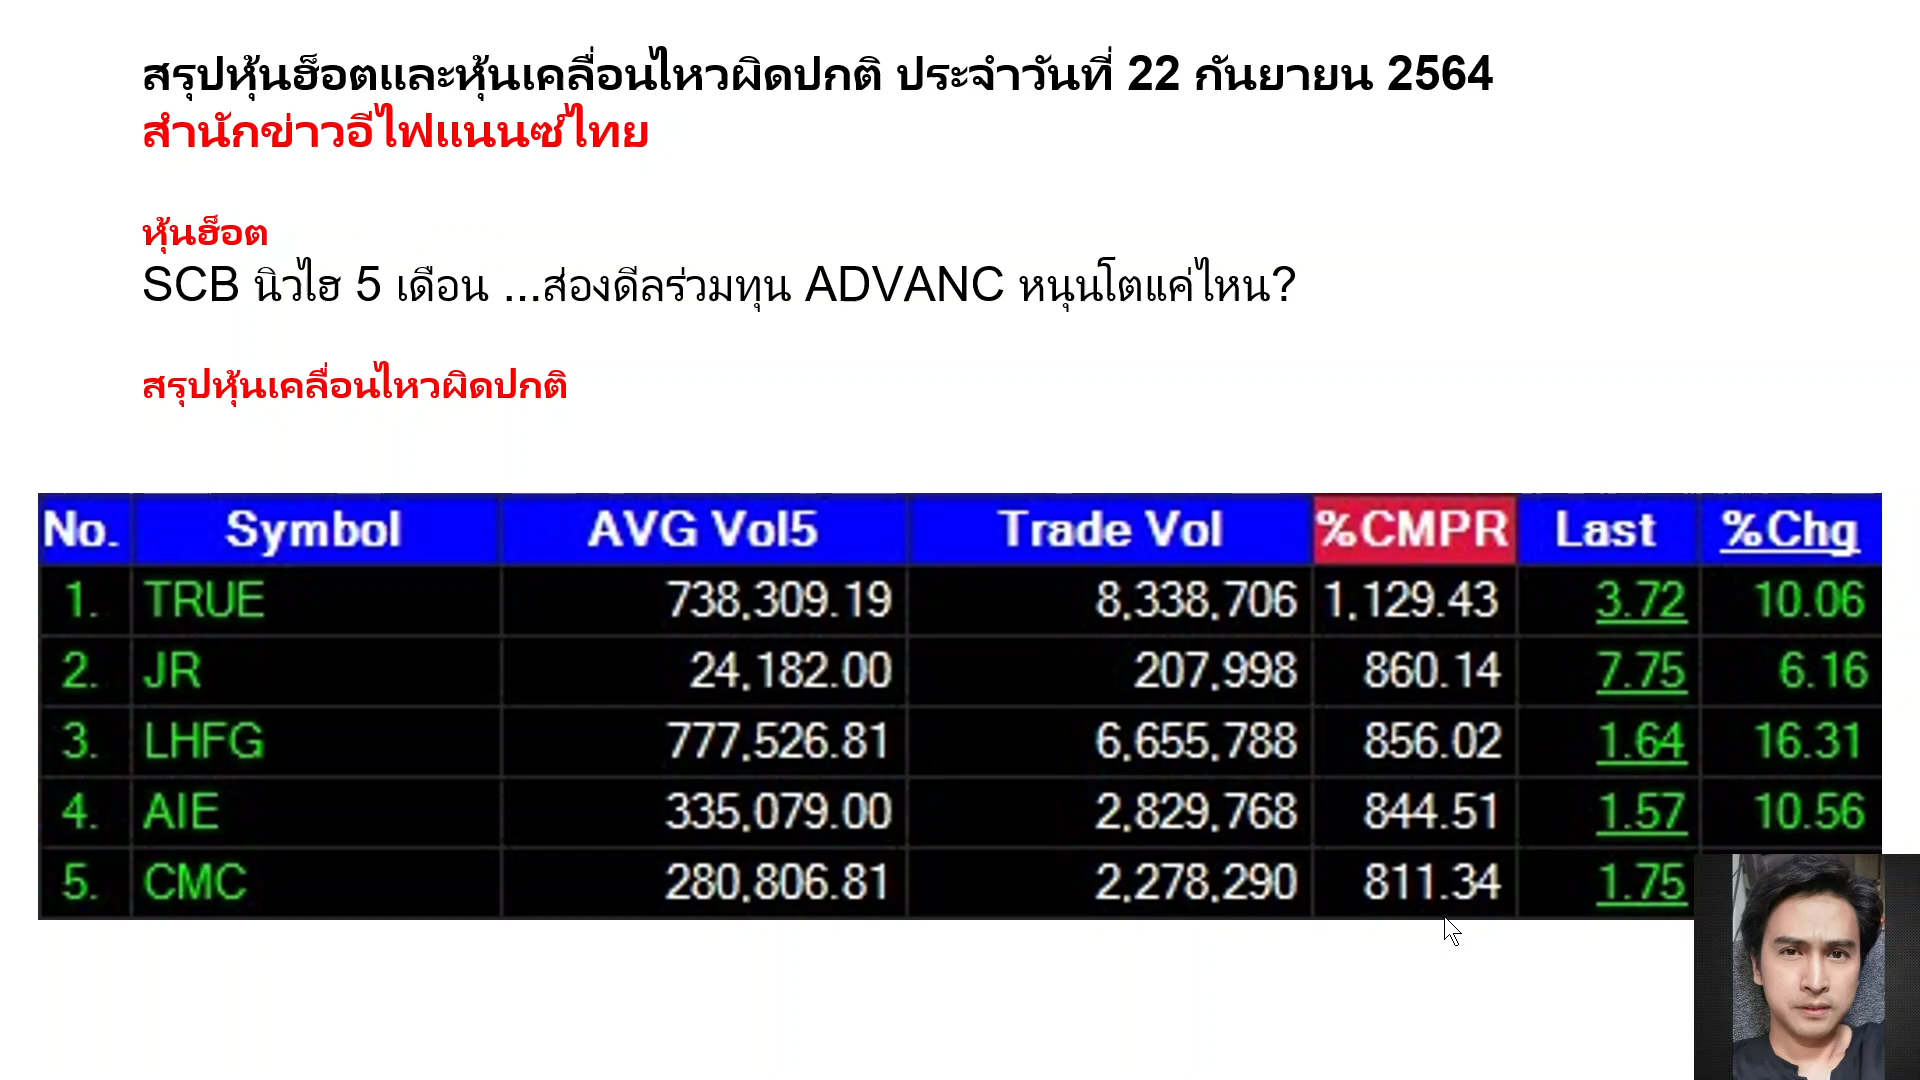 สรุปหุ้นฮ็อตและหุ้นเคลื่อนไหวผิดปกติ ประจำวันที่ 22 กันยายน 2564
สำนักข่าวอีไฟแนนซ์ไทย
หุ้นฮ็อต
SCB นิวไฮ 5 เดือน ...ส่องดีลร่วมทุน ADVANC หนุนโตแค่ไหน?
สรุปหุ้นเคลื่อนไหวผิดปกติ
No. Symbol AVG Vol5 Trade Vol %CMPR Last %Chg
1. TRUE 738,309.19 8,338,706 1,129.43 3.72 10.06
2. JR 24,182.00 207,998 860.14 7.75 6.16
3. LHFG 777,526.81 6,655,788 856.02 1.64 16.31
4. AIE 335,079.00 2,829,768 844.51 1.57 10.56
5. CMC 280,806.81 2,278,290 811.34 1.75